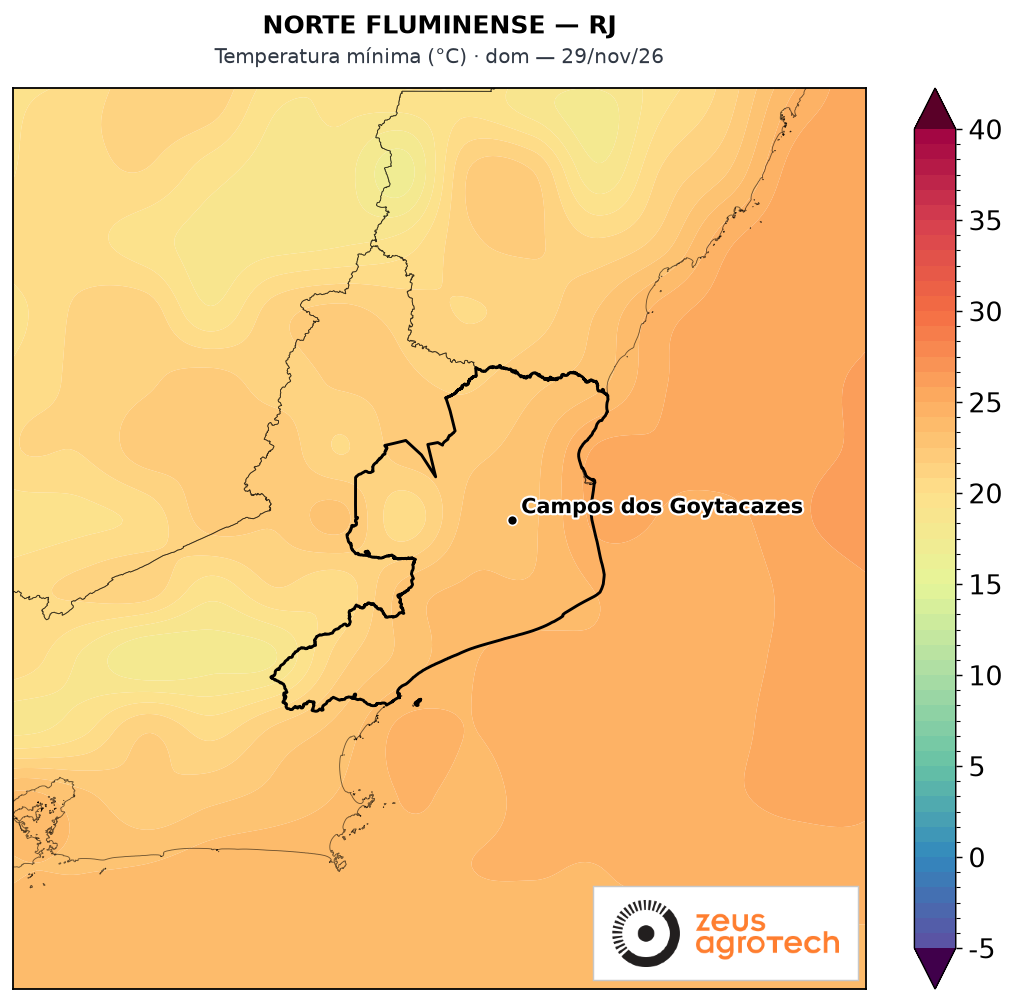 NORTE FLUMINENSE — RJ
Temperatura mínima (°C) · dom — 29/nov/26
40
35
30
25
20
15
10
5
0
-5
Campos dos Goytacazes
zeus
agrotech